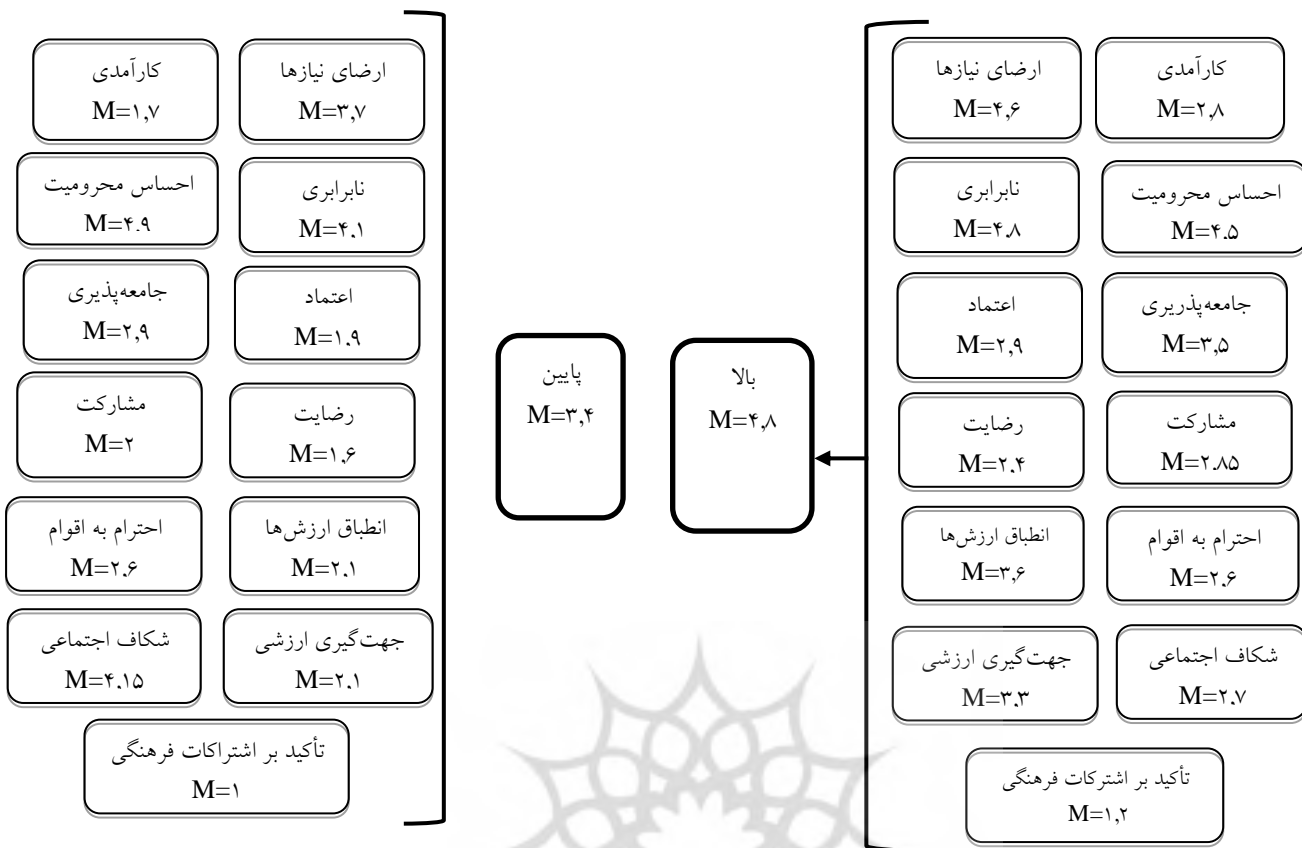 کارآمدی
M=۲,۸
ارضای نیازها
M=۴,۶
احساس محرومیت
M=۴.۵
نابرابری
M=۴.۸
جامعه‌پذریری
M=۳,۵
اعتماد
M=۲,۹
مشارکت
M=۲.۸۵
رضایت
M=۲.۴
احترام به اقوام
M=۲.۶
انطباق ارزش‌ها
M=۳,۶
شکاف اجتماعی
M=۲.۷
جهت‌گیری ارزشی
M=۳.۳
تأکید بر اشترکات فرهنگی
M=۱,۲
بالا
M=۴,۸
پایین
M=۳,۴
ارضای نیازها
M=۳,۷
کارآمدی
M=۱,۷
نابرابری
M=۴.۱
احساس محرومیت
M=۴.۹
اعتماد
M=۱.۹
جامعه‌پذیری
M=۲,۹
رضایت
M=۱.۶
مشارکت
M=۲
انطباق ارزش‌ها
M=۲.۱
احترام به اقوام
M=۲.۶
جهت‌گیری ارزشی
M=۲.۱
شکاف اجتماعی
M=۴.۱۵
تأکید بر اشتراکات فرهنگی
M=۱